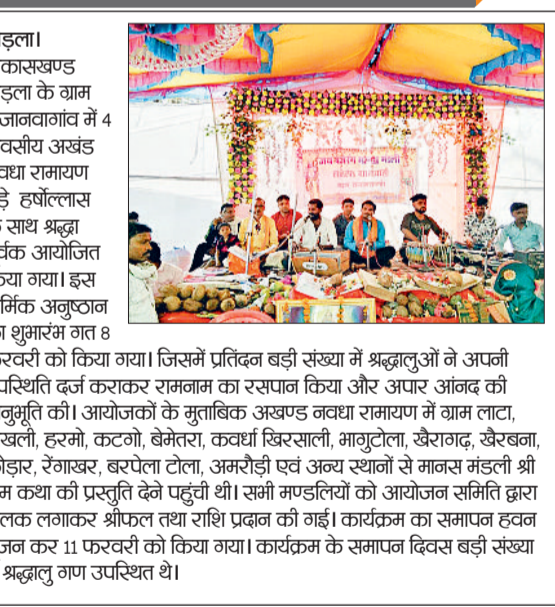 ड़ला।
कासखण्ड
ड़ला के ग्राम
जानवागांव में 4
वसीय अखंड
वधा रामायण
ड़े हर्षोल्लास
साथ श्रद्धा
र्वक आयोजित
या गया। इस
र्मिक अनुष्ठान
शुभारंभ गत 8
रवरी को किया गया। जिसमें प्रतिदन बड़ी संख्या में श्रद्धालुओं ने अपनी
पस्थिति दर्ज कराकर रामनाम का रसपान किया और अपार आंनद की
नुभूति की। आयोजकों के मुताबिक अखण्ड नवधा रामायण में ग्राम लाटा,
खली, हरमो, कटगो, बेमेतरा, कवर्धा खिरसाली, भागुटोला, खैरागढ़, खैरबना,
ड़ार, रेंगाखर, बरपेला टोला, अमरौड़ी एवं अन्य स्थानों से मानस मंडली श्री
म कथा की प्रस्तुति देने पहुंची थी। सभी मण्डलियों को आयोजन समिति द्वारा
लक लगाकर श्रीफल तथा राशि प्रदान की गई। कार्यक्रम का समापन हवन
जन कर 11 फरवरी को किया गया। कार्यक्रम के समापन दिवस बड़ी संख्या
श्रद्धालु गण उपस्थित थे।